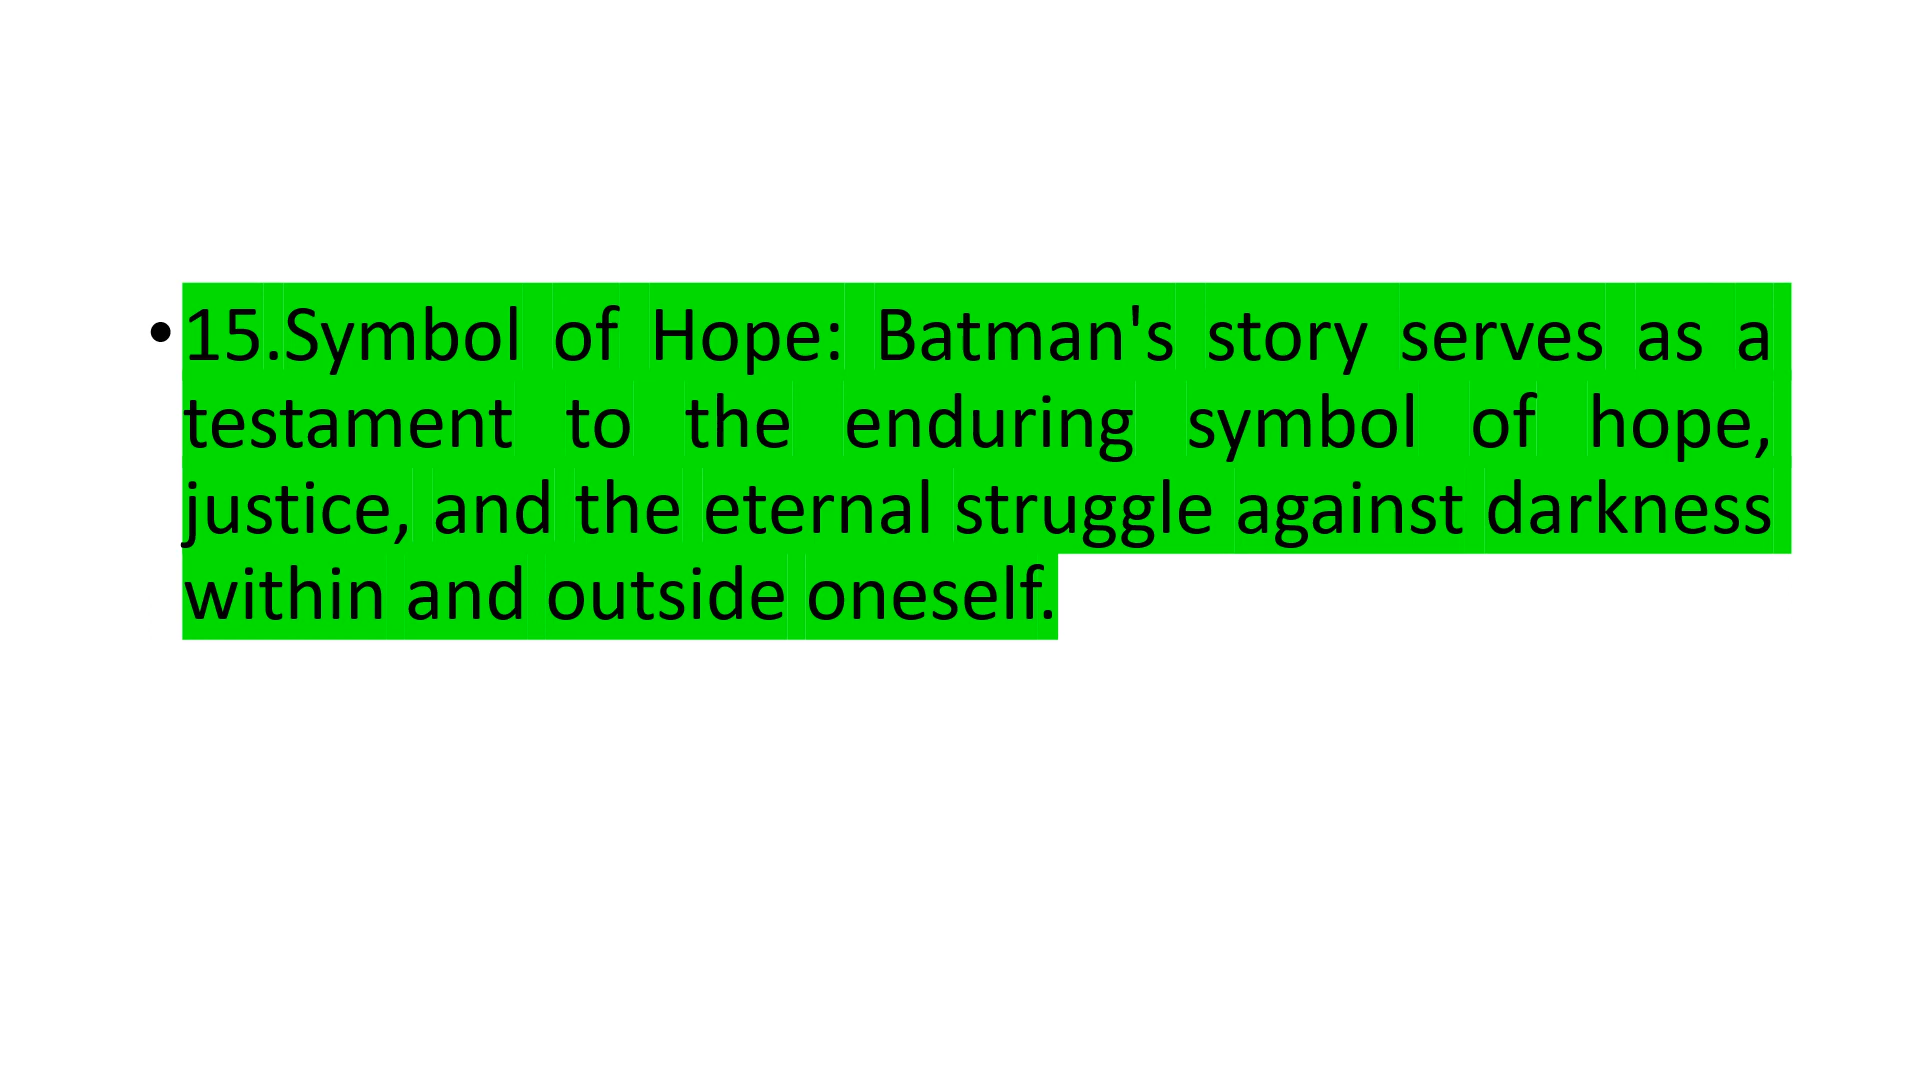 • 15.Symbol of Hope: Batman's story serves as a
testament to the enduring symbol of hope,
justice, and the eternal struggle against darkness
within and outside oneself.